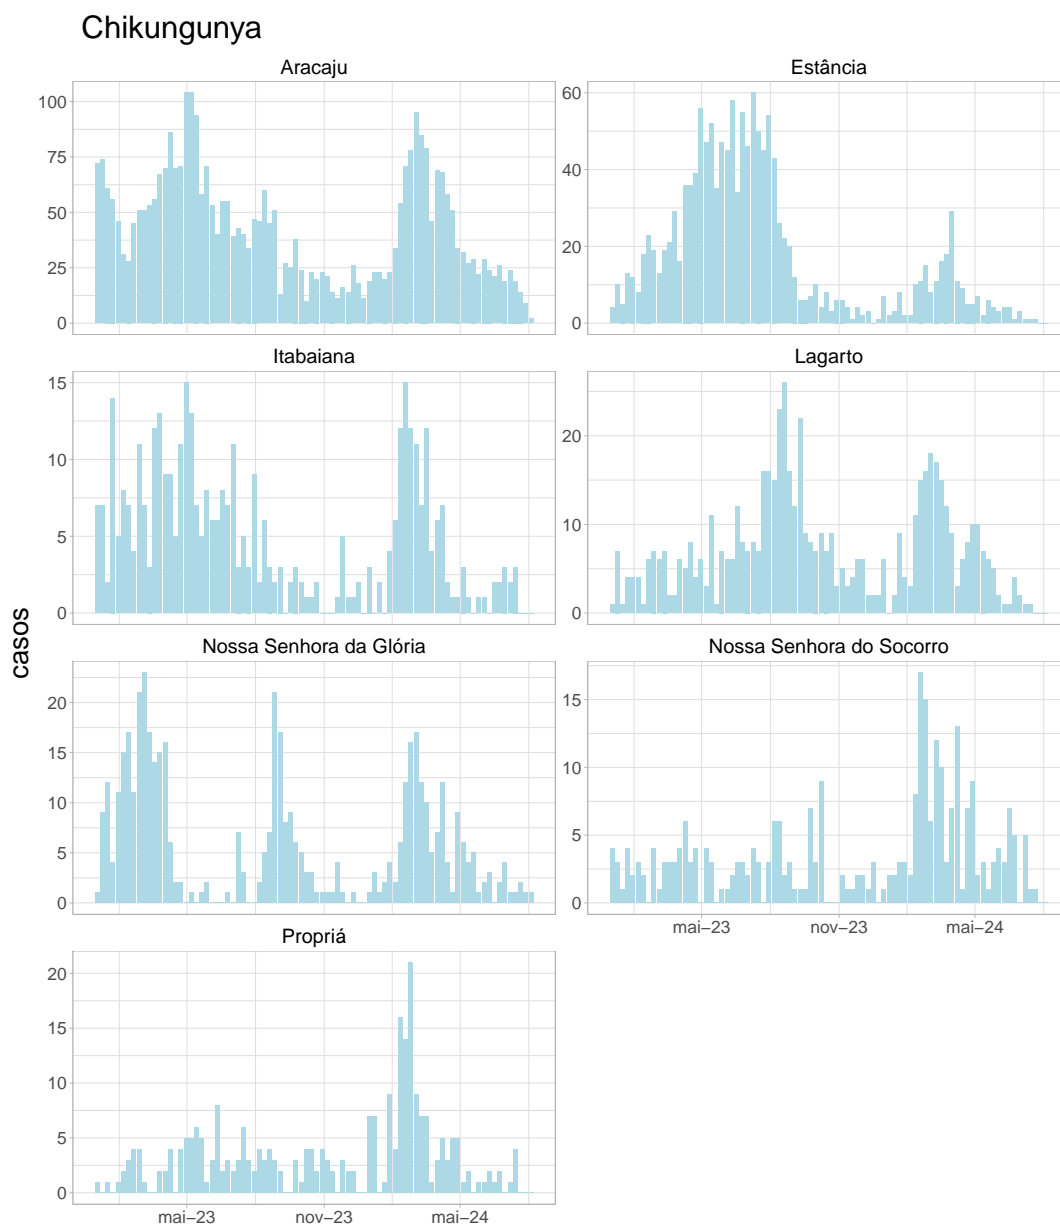 Chikungunya
Aracaju
Estância
100
75
50
25
0
60
40
20
0
Itabaiana
Lagarto
15
10
5
0
20
10
0
casos
Nossa Senhora da Glória
Nossa Senhora do Socorro
20
15
10
5
0
15
10
5
0
mai–23
nov–23
mai–24
Propriá
20
15
10
5
0
mai–23
nov–23
mai–24